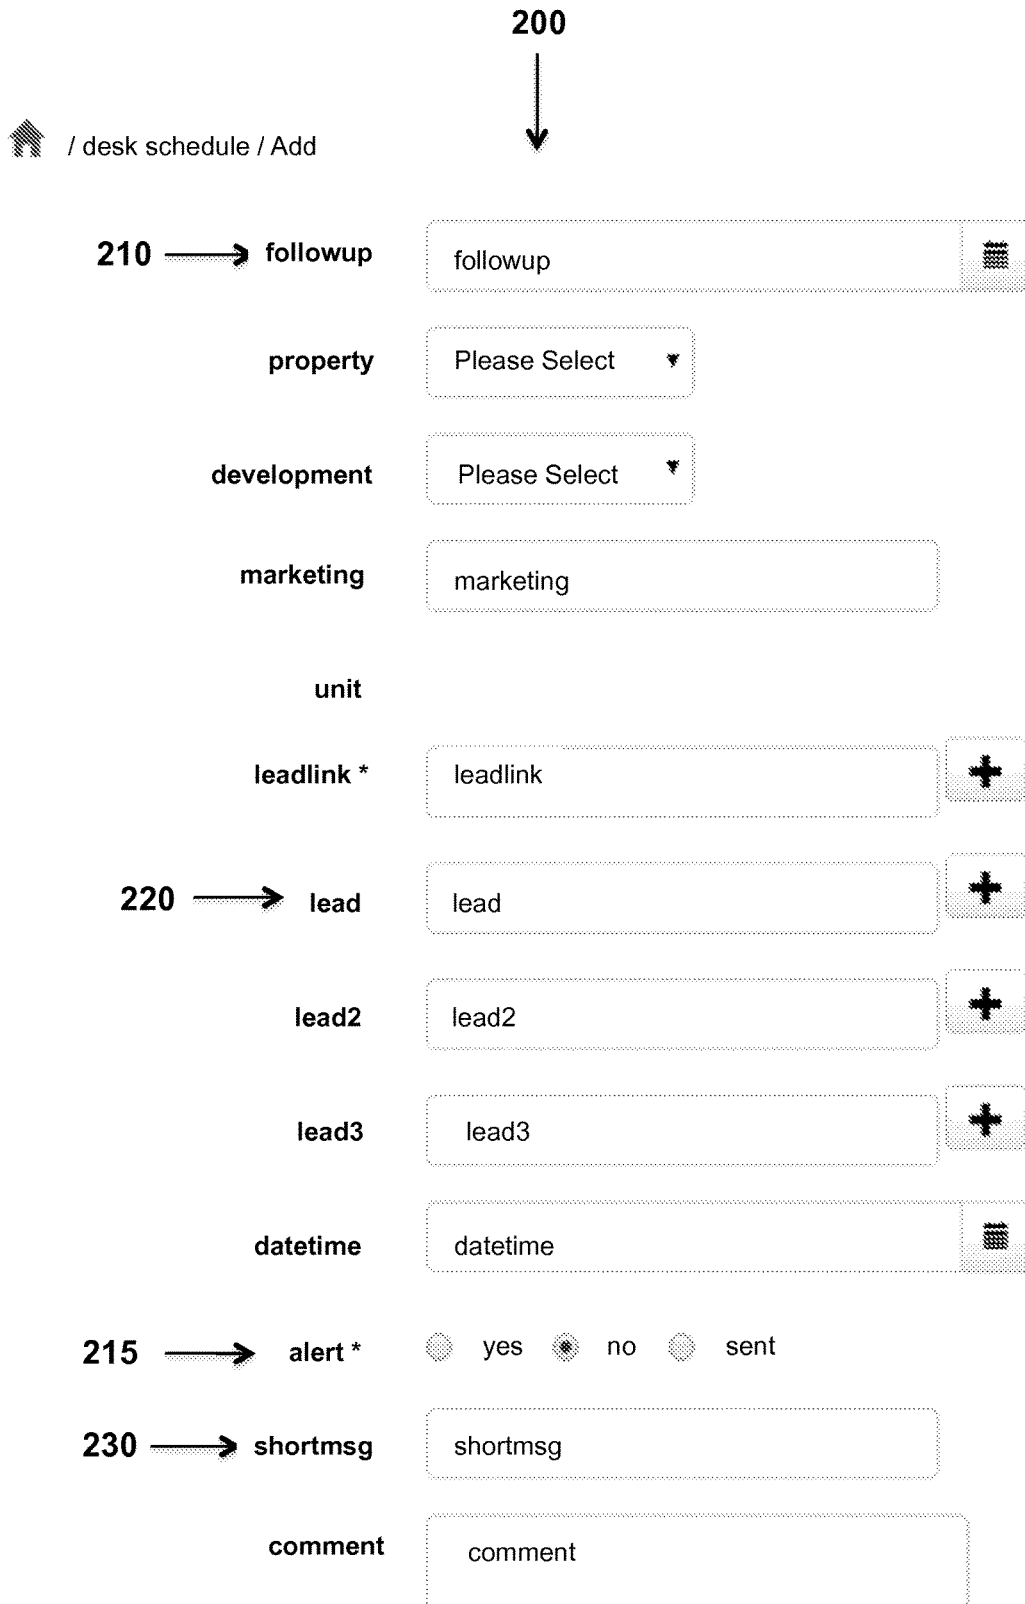 200
/ desk schedule / Add
210 followup followup
property Please Select
development Please Select
marketing marketing
unit
leadlink * leadlink
220 lead lead
lead2 lead2
lead3 lead3
datetime datetime
215 alert * yes no sent
230 shortmsg shortmsg
comment comment